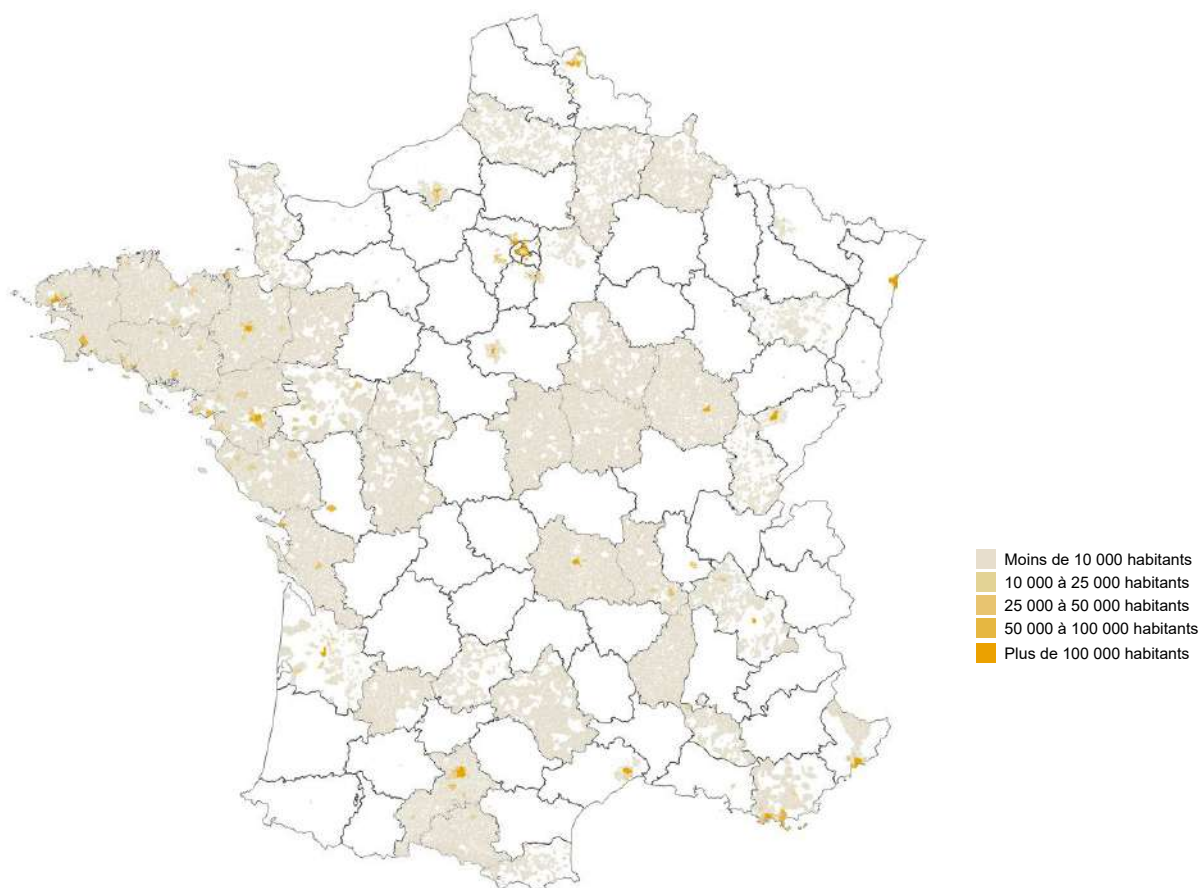 Moins de 10 000 habitants
10 000 à 25 000 habitants
25 000 à 50 000 habitants
50 000 à 100 000 habitants
Plus de 100 000 habitants